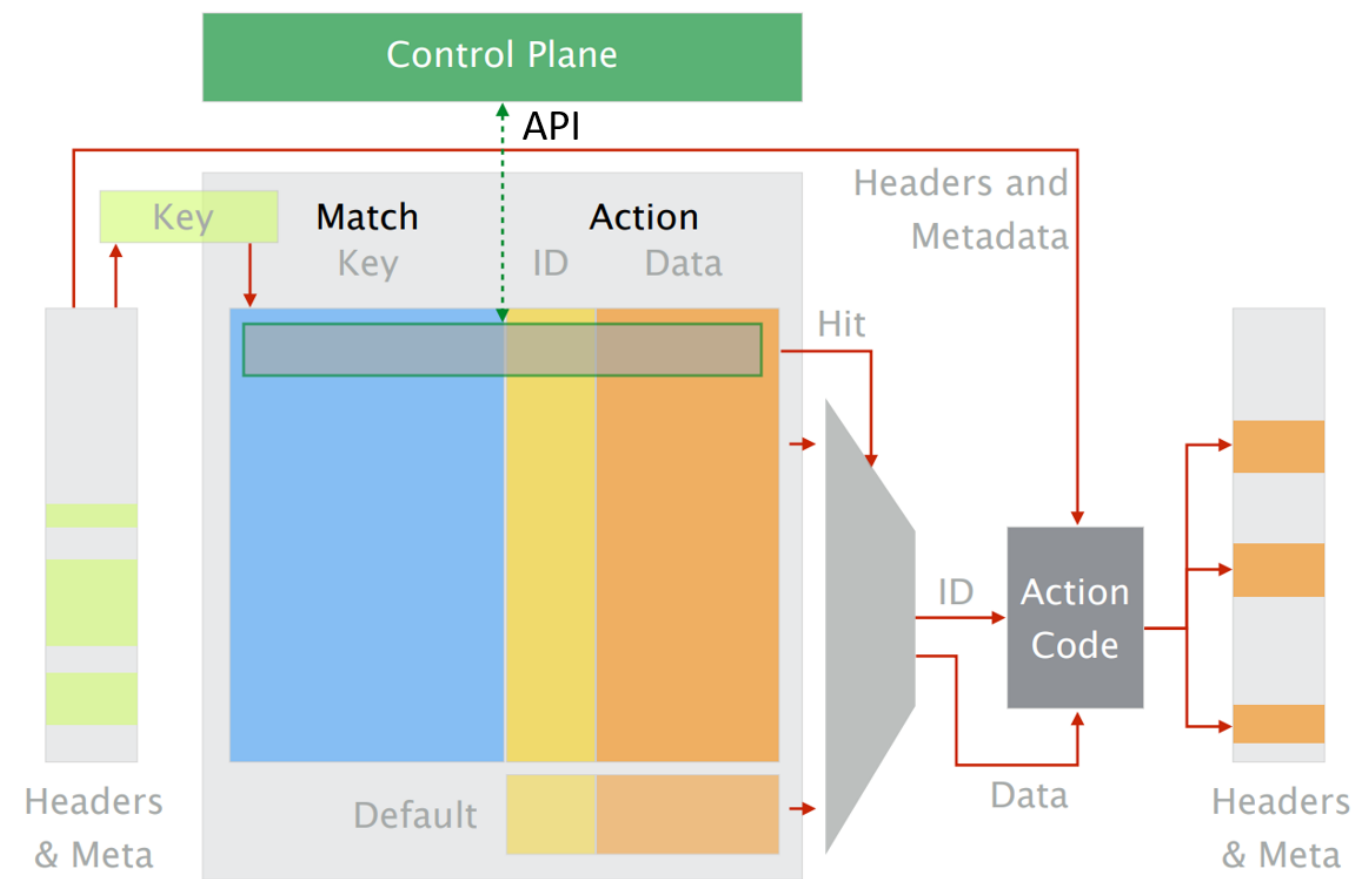 Control Plane
API
Headers and
Metadata
Key
Match
Action
Key
ID
Data
Hit
ID
Action
Code
Data
Default
Headers
& Meta
Headers
& Meta